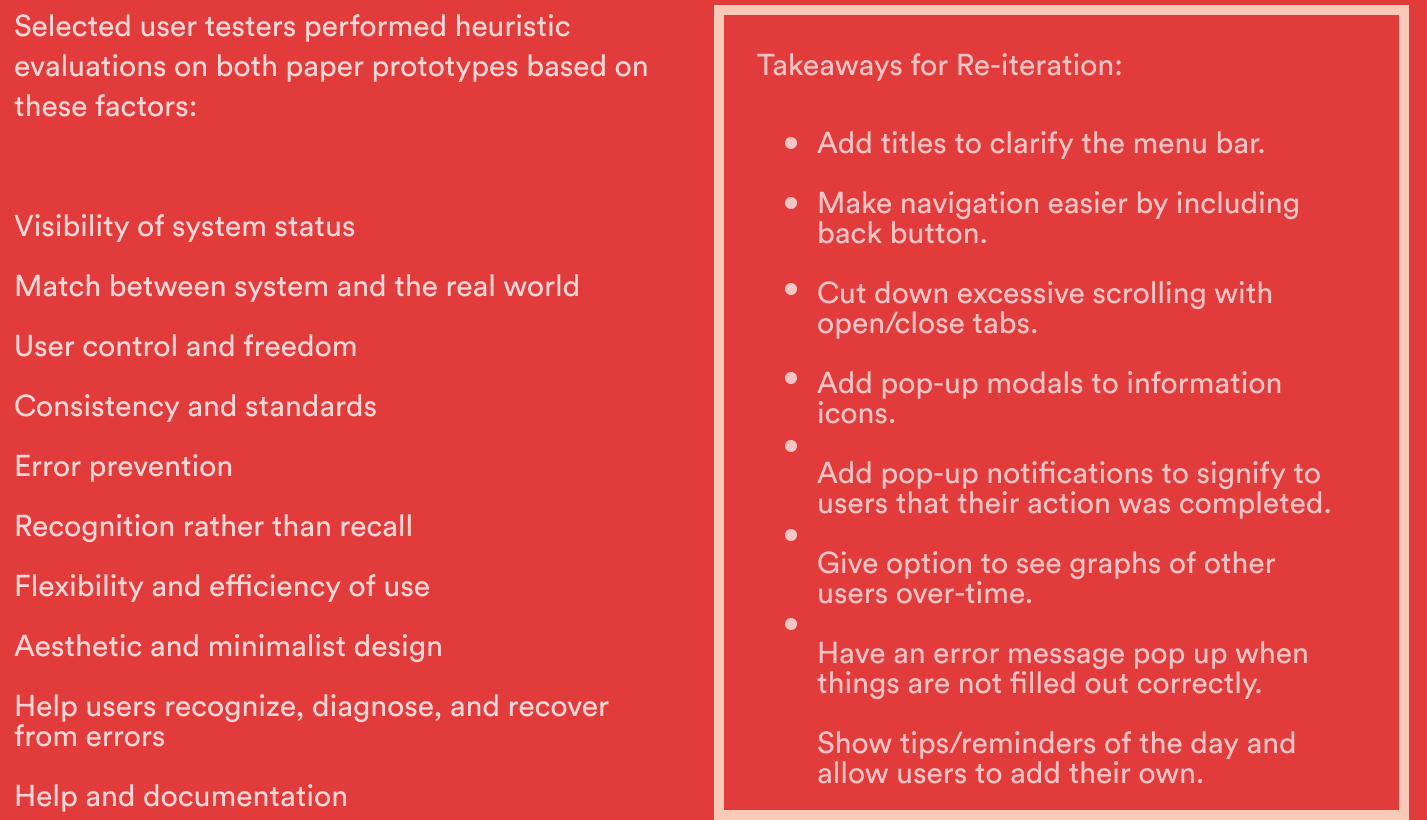 Selected user testers performed heuristic
evaluations on both paper prototypes based on
these factors:
Visibility of system status
Match between system and the real world
User control and freedom
Consistency and standards
Error prevention
Recognition rather than recall
Flexibility and efficiency of use
Aesthetic and minimalist design
Help users recognize, diagnose, and recover
from errors
Help and documentation
Takeaways for Re-iteration:
Add titles to clarify the menu bar.
Make navigation easier by including
back button.
Cut down excessive scrolling with
open/close tabs.
Add pop-up modals to information
icons.
Add pop-up notifications to signify to
users that their action was completed.
Give option to see graphs of other
users over-time.
Have an error message pop up when
things are not filled out correctly.
Show tips/reminders of the day and
allow users to add their own.